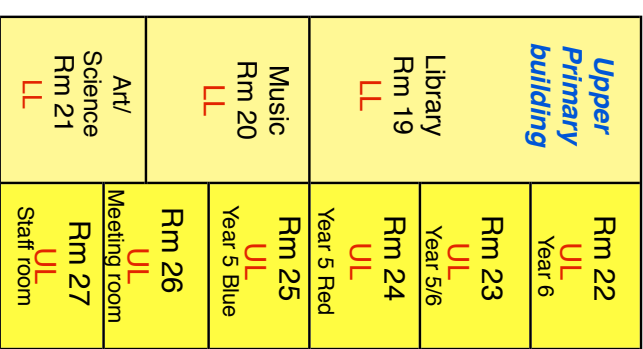 Upper
Primary
building
Library
Rm 19
LL
Music
Rm 20
LL
Art/
Science
Rm 21
LL
Rm 22
UL
Year 6
Rm 23
UL
Year 5/6
Rm 24
UL
Year 5 Red
Rm 25
UL
Year 5 Blue
Rm 26
UL
Meeting room
Rm 27
UL
Staff room